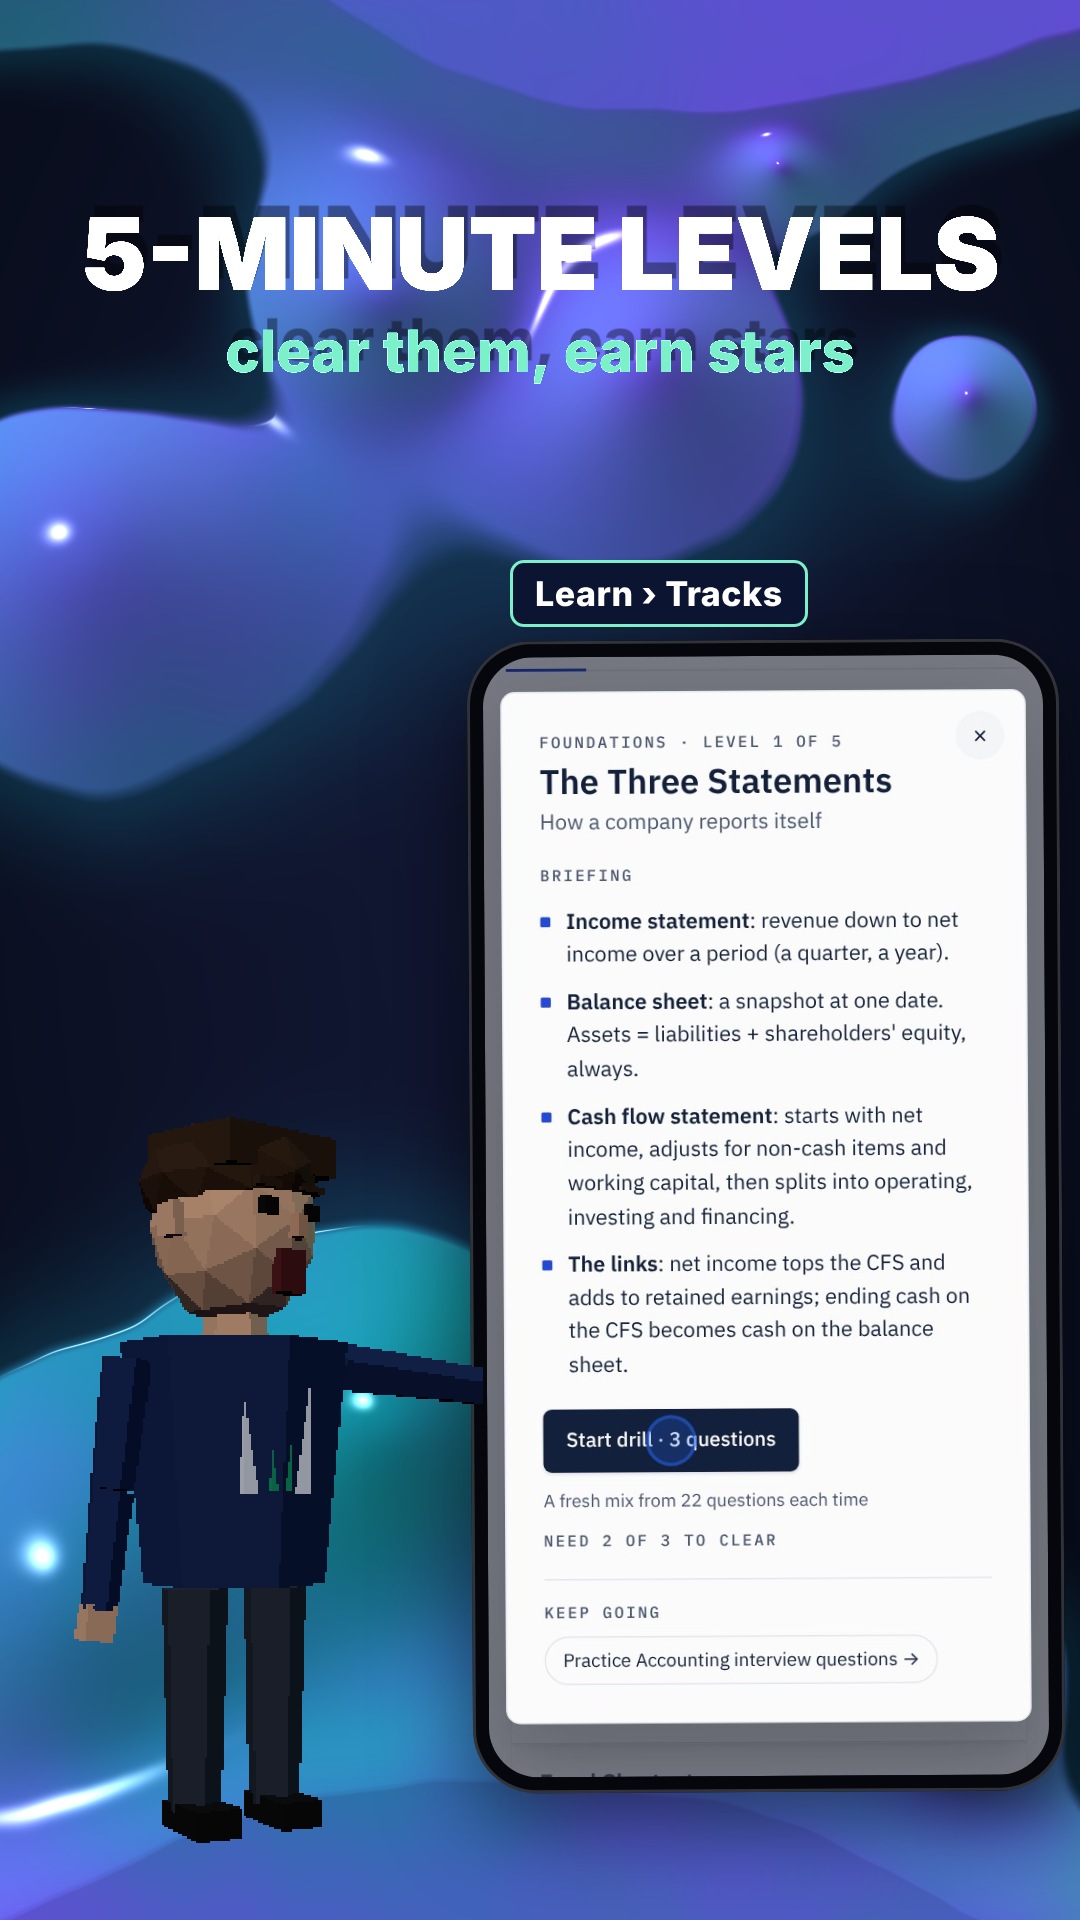 5-MINUTE LEVELS
clear them, earn stars
Learn › Tracks
FOUNDATIONS · LEVEL 1 OF 5
×
The Three Statements
How a company reports itself
BRIEFING
Income statement: revenue down to net
income over a period (a quarter, a year).
Balance sheet: a snapshot at one date.
Assets = liabilities + shareholders' equity,
always.
Cash flow statement: starts with net
income, adjusts for non-cash items and
working capital, then splits into operating,
investing and financing.
The links: net income tops the CFS and
adds to retained earnings; ending cash on
the CFS becomes cash on the balance
sheet.
Start drill · 3 questions
A fresh mix from 22 questions each time
NEED 2 OF 3 TO CLEAR
KEEP GOING
Practice Accounting interview questions →